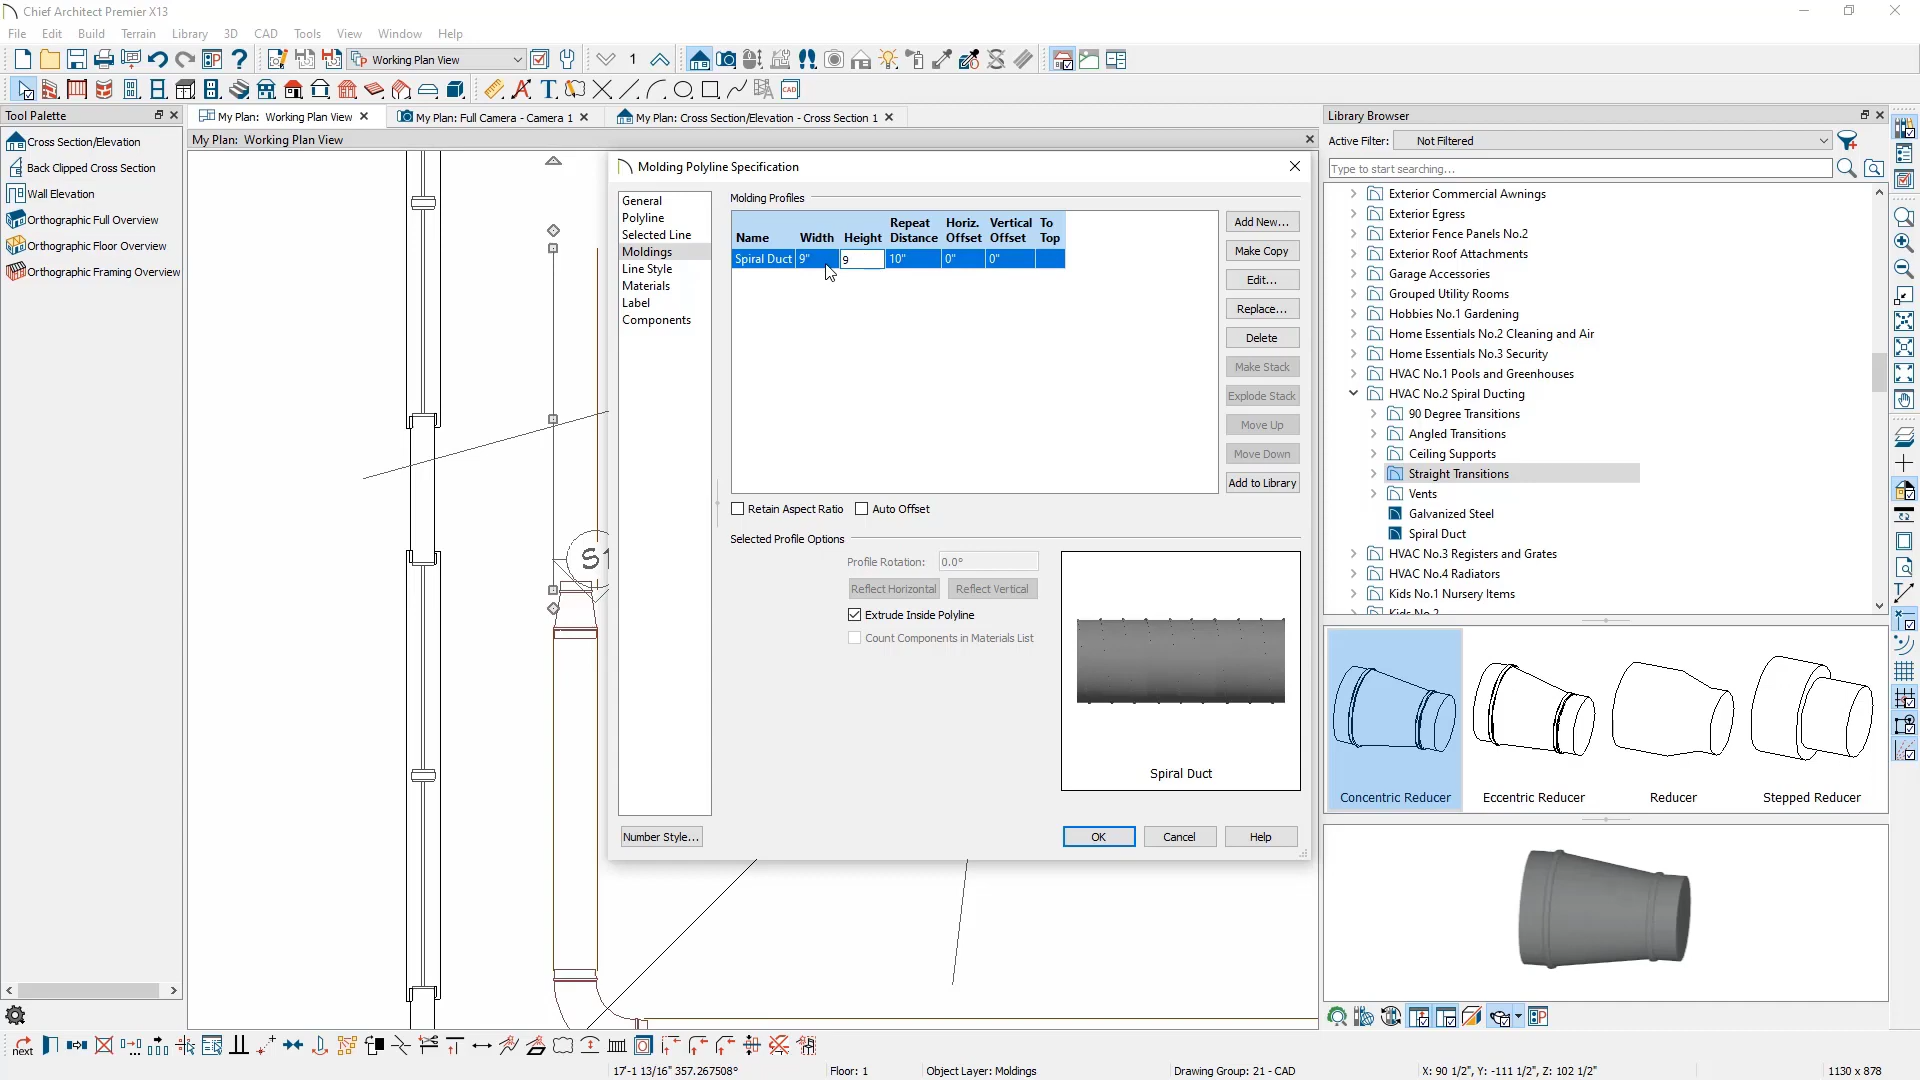 Chief Architect Premier X13
File Edit Build Terrain Library 3D CAD Tools View Window Help
Working Plan View
1
CAD
Tool Palette
My Plan: Working Plan View
My Plan: Full Camera - Camera 1
My Plan: Cross Section/Elevation - Cross Section 1
My Plan: Working Plan View
Cross Section/Elevation
Back Clipped Cross Section
Wall Elevation
Orthographic Full Overview
Orthographic Floor Overview
Orthographic Framing Overview
S1
Molding Polyline Specification
General
Polyline
Selected Line
Moldings
Line Style
Materials
Label
Components
Molding Profiles
Name Width Height Repeat Distance Horiz. Offset Vertical Offset To Top
Spiral Duct 9" 9 10" 0" 0"
Add New...
Make Copy
Edit...
Replace...
Delete
Make Stack
Explode Stack
Move Up
Move Down
Add to Library
Retain Aspect Ratio Auto Offset
Selected Profile Options
Profile Rotation: 0.0°
Reflect Horizontal Reflect Vertical
Extrude Inside Polyline
Count Components in Materials List
Spiral Duct
Number Style...
OK Cancel Help
Library Browser
Active Filter: Not Filtered
Type to start searching...
Exterior Commercial Awnings
Exterior Egress
Exterior Fence Panels No.2
Exterior Roof Attachments
Garage Accessories
Grouped Utility Rooms
Hobbies No.1 Gardening
Home Essentials No.2 Cleaning and Air
Home Essentials No.3 Security
HVAC No.1 Pools and Greenhouses
HVAC No.2 Spiral Ducting
90 Degree Transitions
Angled Transitions
Ceiling Supports
Straight Transitions
Vents
Galvanized Steel
Spiral Duct
HVAC No.3 Registers and Grates
HVAC No.4 Radiators
Kids No.1 Nursery Items
Kids No.2
Concentric Reducer
Eccentric Reducer
Reducer
Stepped Reducer
next
17'-1 13/16" 357.267508° Floor: 1 Object Layer: Moldings Drawing Group: 21 - CAD X: 90 1/2", Y: -111 1/2", Z: 102 1/2" 1130 x 878